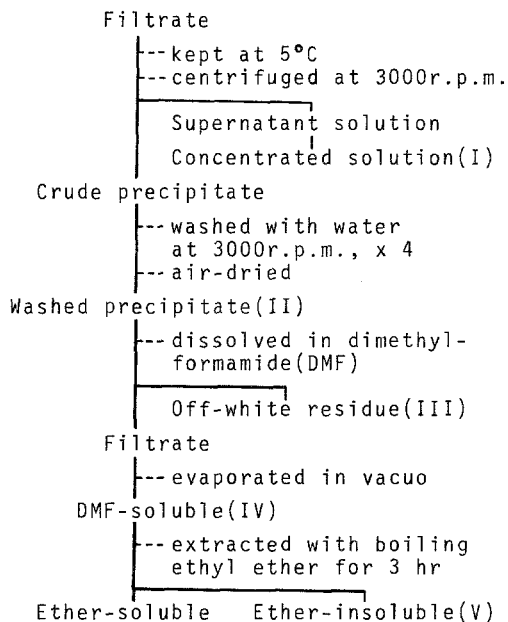 Filtrate
kept at 5°C
centrifuged at 3000r.p.m.
Supernatant solution
Concentrated solution(I)
Crude precipitate
washed with water
at 3000r.p.m., x 4
air-dried
Washed precipitate(II)
dissolved in dimethyl-
formamide(DMF)
Off-white residue(III)
Filtrate
evaporated in vacuo
DMF-soluble(IV)
extracted with boiling
ethyl ether for 3 hr
Ether-soluble Ether-insoluble(V)